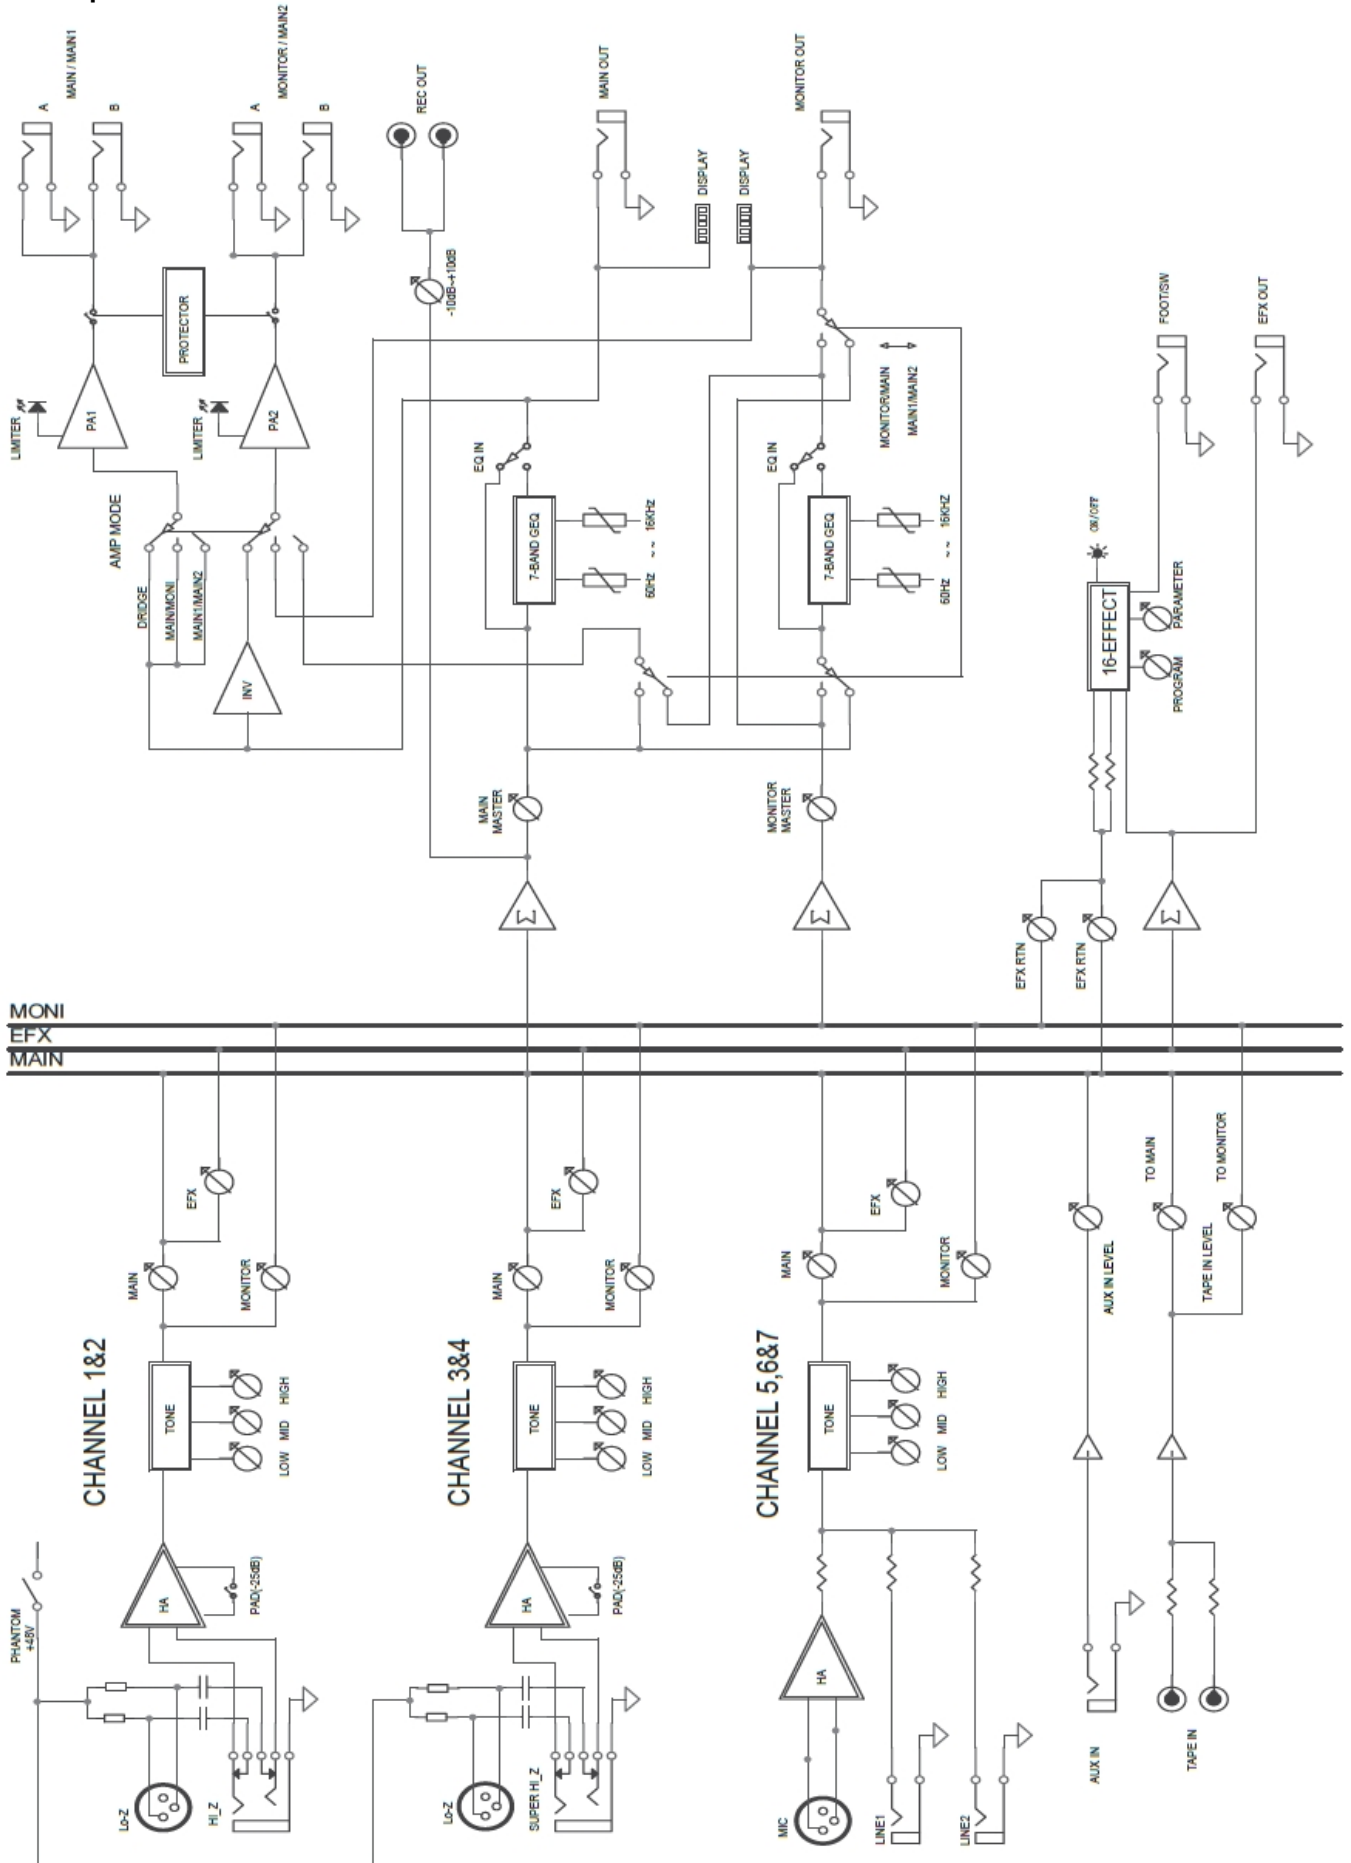 MAIN / MAIN1
A
B
MONITOR / MAIN2
A
B
REC OUT
MAIN OUT
MONITOR OUT
DISPLAY
DISPLAY
-10dB~+10dB
PROTECTOR
LIMITER
PA1
LIMITER
PA2
AMP MODE
DRIDGE
MAIN/MONI
MAIN1/MAIN2
INV
EQ IN
7-BAND GEQ
60Hz ~ ~ 16KHz
EQ IN
7-BAND GEQ
60Hz ~ ~ 16KHZ
MONITOR/MAIN
MAIN1/MAIN2
FOOT/SW
EFX OUT
ON/OFF
16-EFFECT
PROGRAM
PARAMETER
MAIN
MASTER
MONITOR
MASTER
Σ
Σ
Σ
EFX RTN
EFX RTN
MONI
EFX
MAIN
EFX
MAIN
MONITOR
EFX
MAIN
MONITOR
EFX
MAIN
MONITOR
TO MAIN
TO MONITOR
AUX IN LEVEL
TAPE IN LEVEL
CHANNEL 1&2
TONE
LOW MID HIGH
CHANNEL 3&4
TONE
LOW MID HIGH
CHANNEL 5,6&7
TONE
LOW MID HIGH
PHANTOM
+48V
HA
PAD(-25dB)
HA
PAD(-25dB)
HA
Lo-Z
HI_Z
Lo-Z
SUPER HI_Z
MIC
LINE1
LINE2
AUX IN
TAPE IN